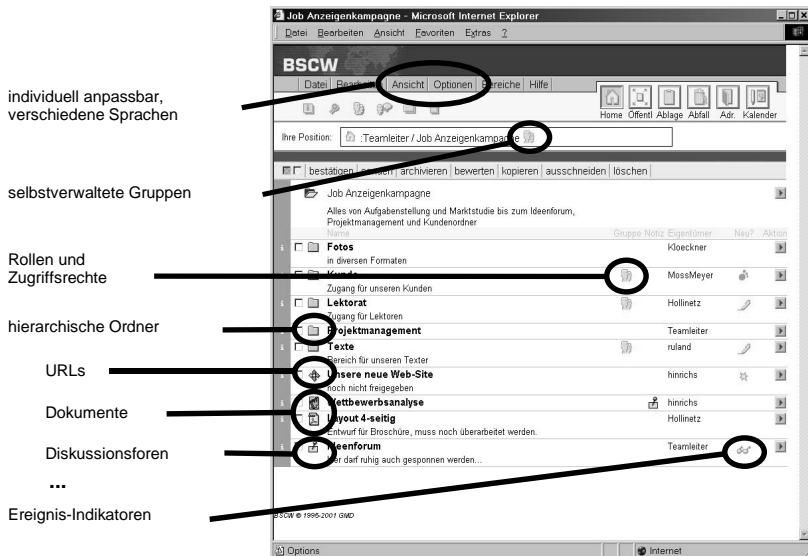 Job Anzeigenkampagne - Microsoft Internet Explorer
Datei Bearbeiten Ansicht Favoriten Extras ?
BSCW
Datei Ansicht Optionen Hilfe
individuell anpassbar,
verschiedene Sprachen
Home Öffentl Ablage Abfall Adr. Kalender
Ihre Position: :Teamleiter / Job Anzeigenkampagne
bestätigen senden archivieren bewerten kopieren ausschneiden löschen
selbstverwaltete Gruppen
Job Anzeigenkampagne
Alles von Aufgabenstellung und Marktstudie bis zum Ideenforum,
Projektmanagement und Kundenordner
Name Gruppe Notiz Eigentümer Neu? Aktion
Fotos Kloeckner
in diversen Formaten
Rollen und
Zugriffsrechte
Kunde MossMeyer
Zugang für unseren Kunden
Lektorat Hollinetz
Zugang für Lektoren
hierarchische Ordner
Projektmanagement Teamleiter
Texte ruland
Bereich für unseren Texter
URLs
Unsere neue Web-Site hinrichs
noch nicht freigegeben
Dokumente
Wettbewerbsanalyse hinrichs
Layout 4-seitig Hollinetz
Entwurf für Broschüre, muss noch überarbeitet werden.
Diskussionsforen
Ideenforum Teamleiter
Hier darf ruhig auch gesponnen werden...
...
Ereignis-Indikatoren
BSCW © 1995-2001 GMD
Options Internet